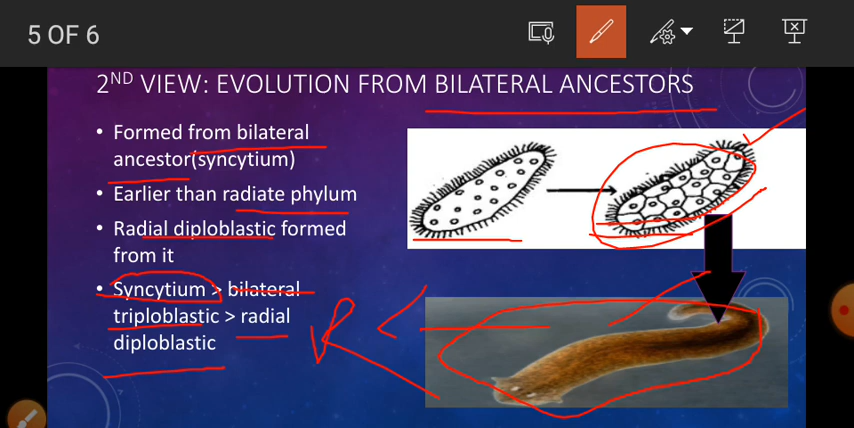 5 OF 6
2ND VIEW: EVOLUTION FROM BILATERAL ANCESTORS
• Formed from bilateral
ancestor(syncytium)
• Earlier than radiate phylum
• Radial diploblastic formed
from it
• Syncytium > bilateral
triploblastic > radial
diploblastic
R